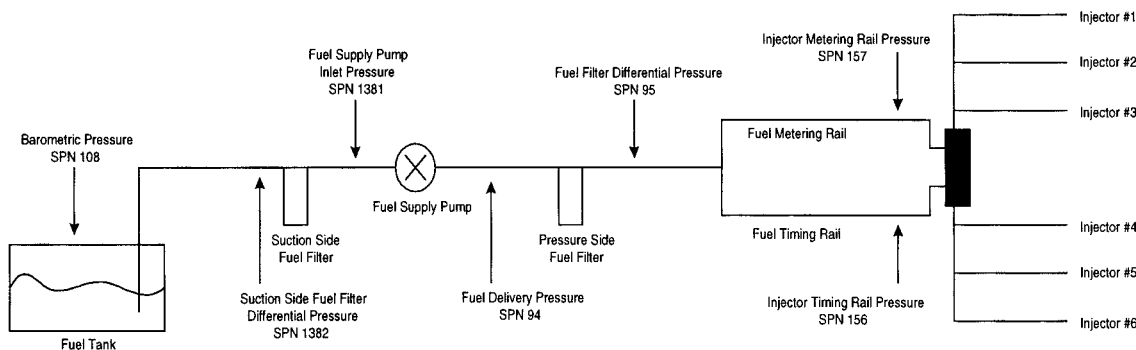 Barometric Pressure
SPN 108
Fuel Tank
Suction Side Fuel Filter
Differential Pressure
SPN 1382
Suction Side
Fuel Filter
Fuel Supply Pump
Inlet Pressure
SPN 1381
Fuel Supply Pump
Fuel Delivery Pressure
SPN 94
Pressure Side
Fuel Filter
Fuel Filter Differential Pressure
SPN 95
Injector Metering Rail Pressure
SPN 157
Fuel Metering Rail
Fuel Timing Rail
Injector Timing Rail Pressure
SPN 156
Injector #1
Injector #2
Injector #3
Injector #4
Injector #5
Injector #6